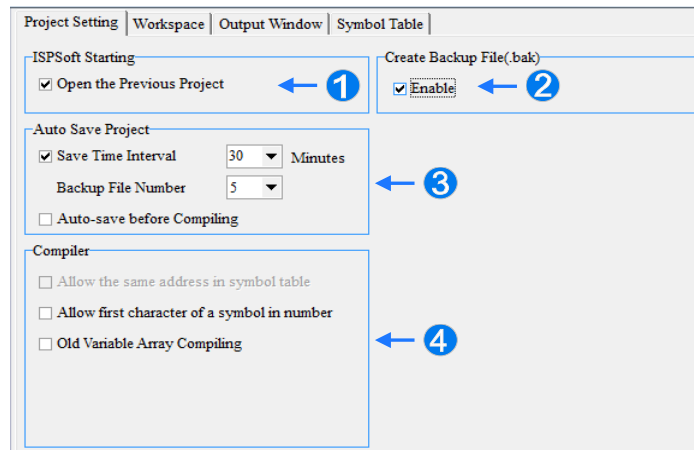 Project Setting Workspace Output Window Symbol Table
ISPSoft Starting
Open the Previous Project
1
Create Backup File(.bak)
Enable
2
Auto Save Project
Save Time Interval 30 Minutes
Backup File Number 5
Auto-save before Compiling
3
Compiler
Allow the same address in symbol table
Allow first character of a symbol in number
Old Variable Array Compiling
4